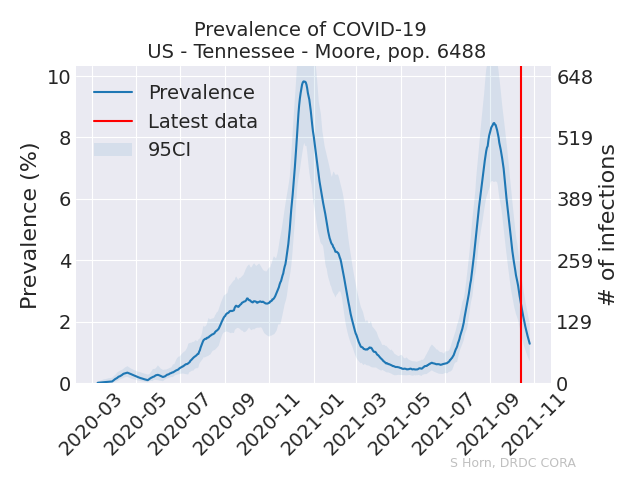 Prevalence of COVID-19
US - Tennessee - Moore, pop. 6488
Prevalence (%)
10
8
6
4
2
0
Prevalence
Latest data
95CI
648
519
389
259
129
0
# of infections
2020-03
2020-05
2020-07
2020-09
2020-11
2021-01
2021-03
2021-05
2021-07
2021-09
2021-11
S Horn, DRDC CORA